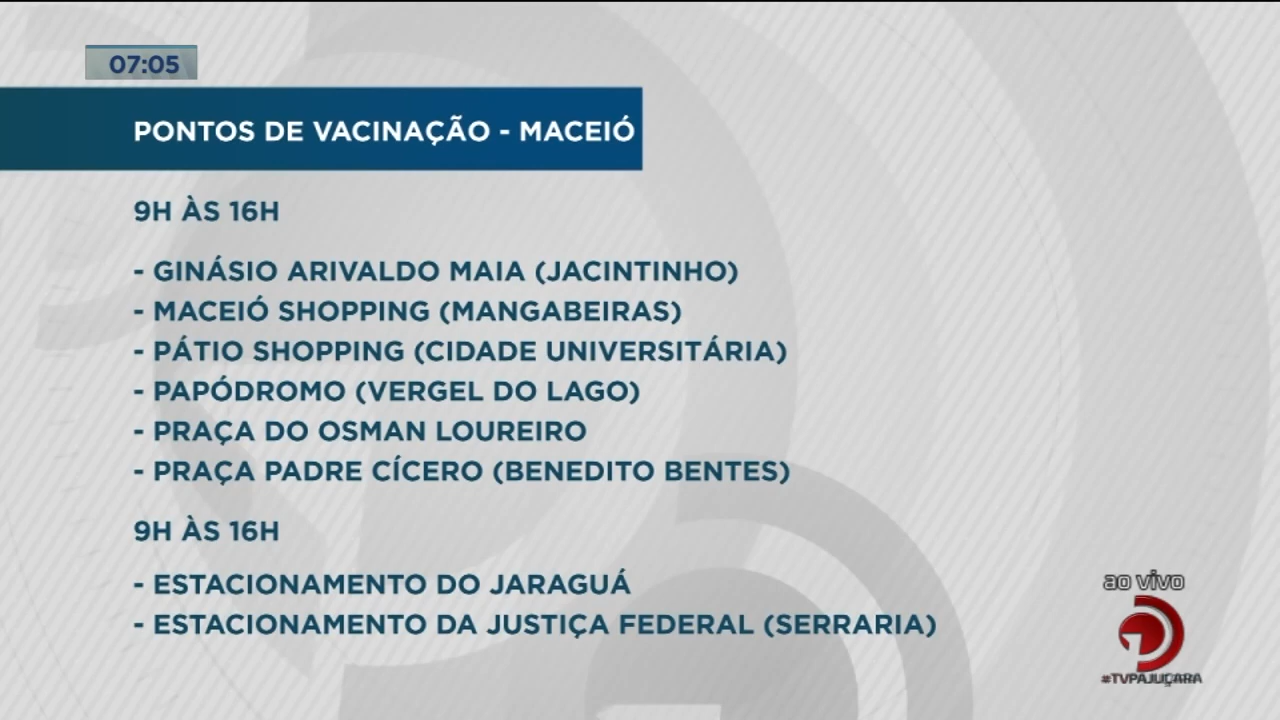 07:05
PONTOS DE VACINAÇÃO - MACEIÓ
9H ÀS 16H
- GINÁSIO ARIVALDO MAIA (JACINTINHO)
- MACEIÓ SHOPPING (MANGABEIRAS)
- PÁTIO SHOPPING (CIDADE UNIVERSITÁRIA)
- PAPÓDROMO (VERGEL DO LAGO)
- PRAÇA DO OSMAN LOUREIRO
- PRAÇA PADRE CÍCERO (BENEDITO BENTES)
9H ÀS 16H
- ESTACIONAMENTO DO JARAGUÁ
- ESTACIONAMENTO DA JUSTIÇA FEDERAL (SERRARIA)
ao vivo
#TVPAJUÇARA